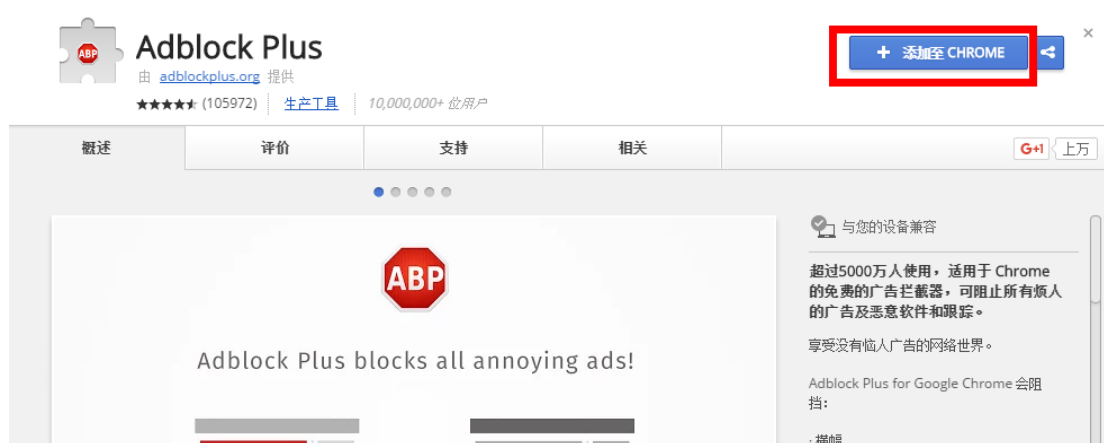 ABP
Adblock Plus
由 adblockplus.org 提供
(105972) 生产工具 10,000,000+ 位用户
+ 添加至 CHROME
概述 评价 支持 相关
G+1 上万
ABP
Adblock Plus blocks all annoying ads!
与您的设备兼容
超过5000万人使用，适用于 Chrome
的免费的广告拦截器，可阻止所有烦人
的广告及恶意软件和跟踪。
享受没有恼人广告的网络世界。
Adblock Plus for Google Chrome 会阻
挡：
· 横幅